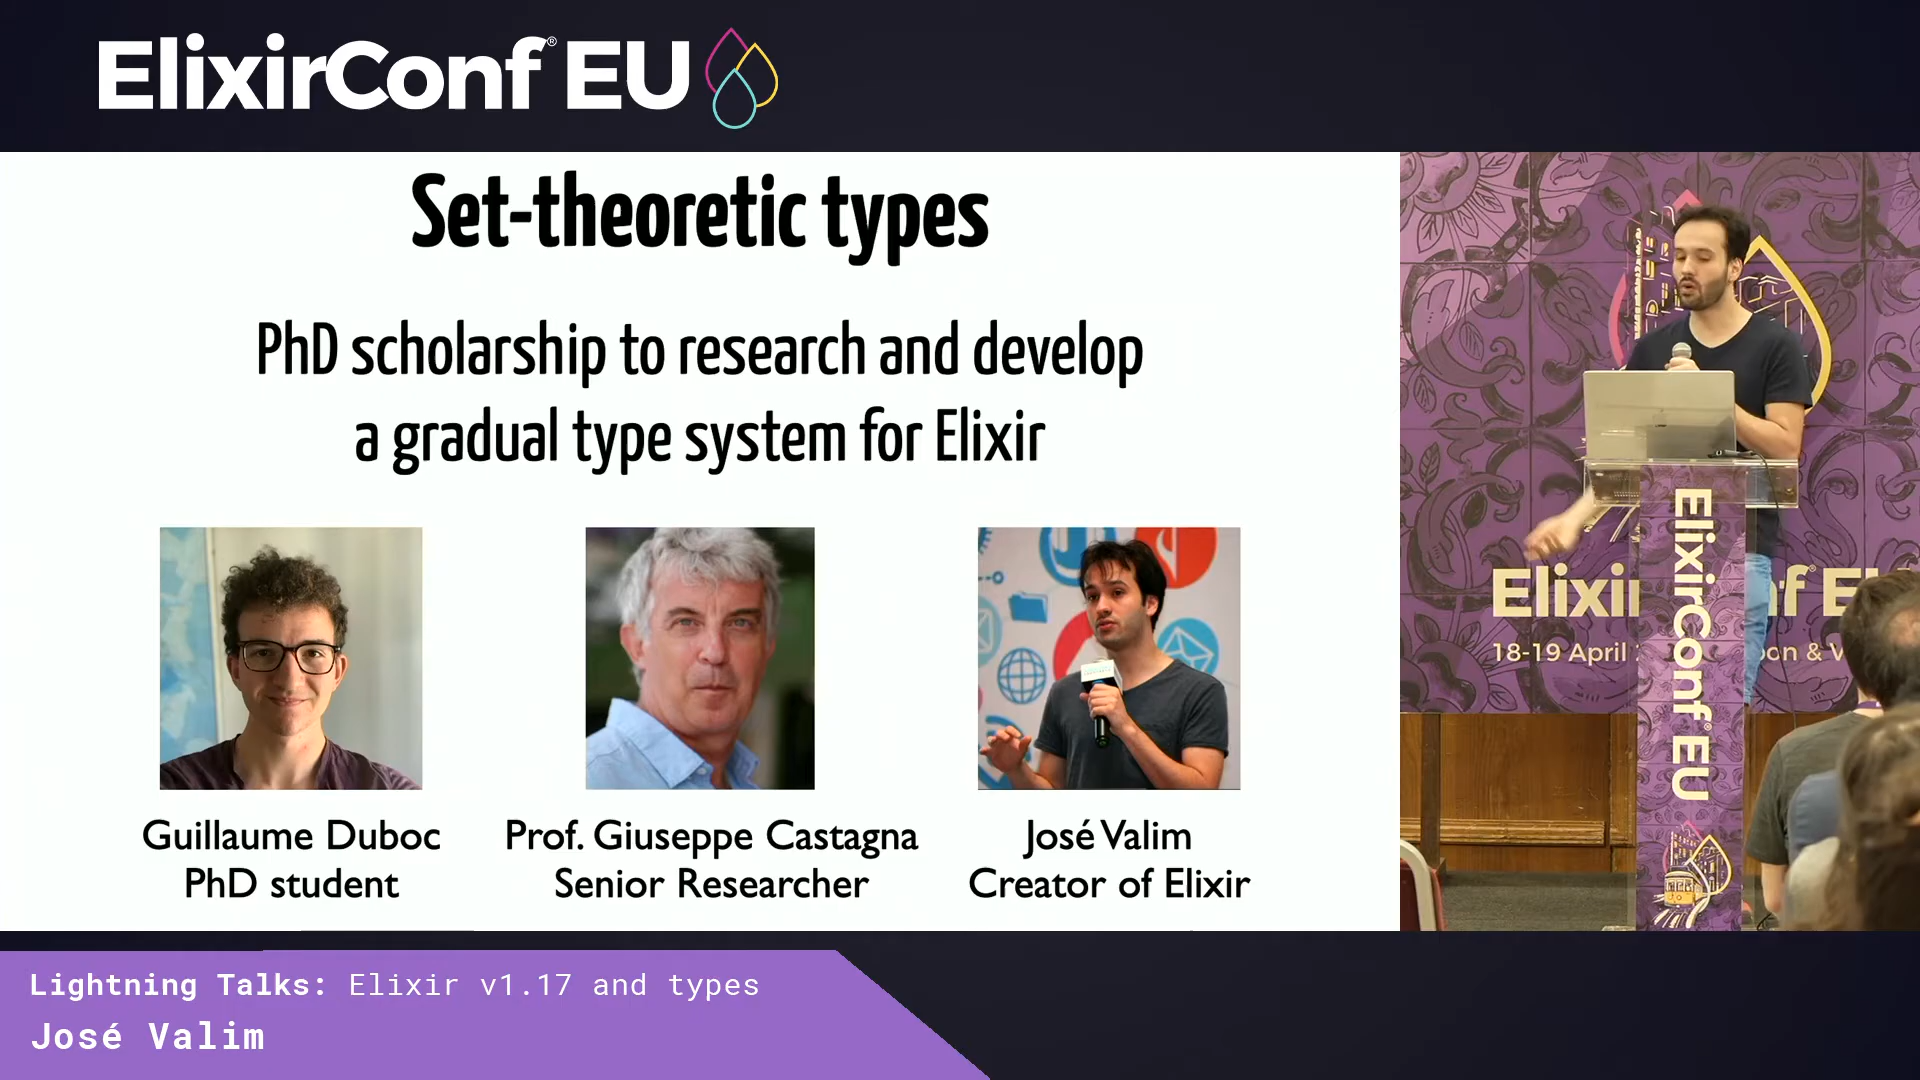 ElixirConf® EU
Set-theoretic types
PhD scholarship to research and develop
a gradual type system for Elixir
Guillaume Duboc
PhD student
Prof. Giuseppe Castagna
Senior Researcher
José Valim
Creator of Elixir
ElixirConf EU
18-19 April
Lightning Talks: Elixir v1.17 and types
José Valim